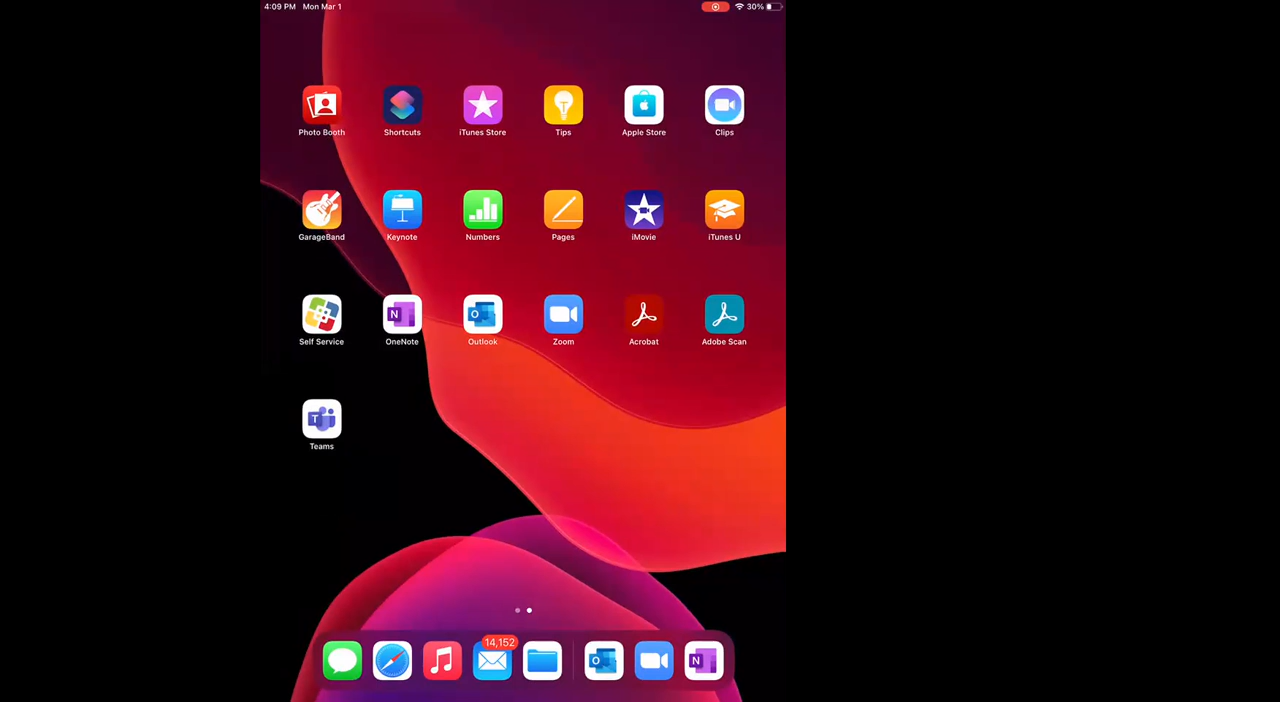 4:09 PM Mon Mar 1 30%
Photo Booth Shortcuts iTunes Store Tips Apple Store Clips
GarageBand Keynote Numbers Pages iMovie iTunes U
N O
Self Service OneNote Outlook Zoom Acrobat Adobe Scan
T
Teams
14,152
O N